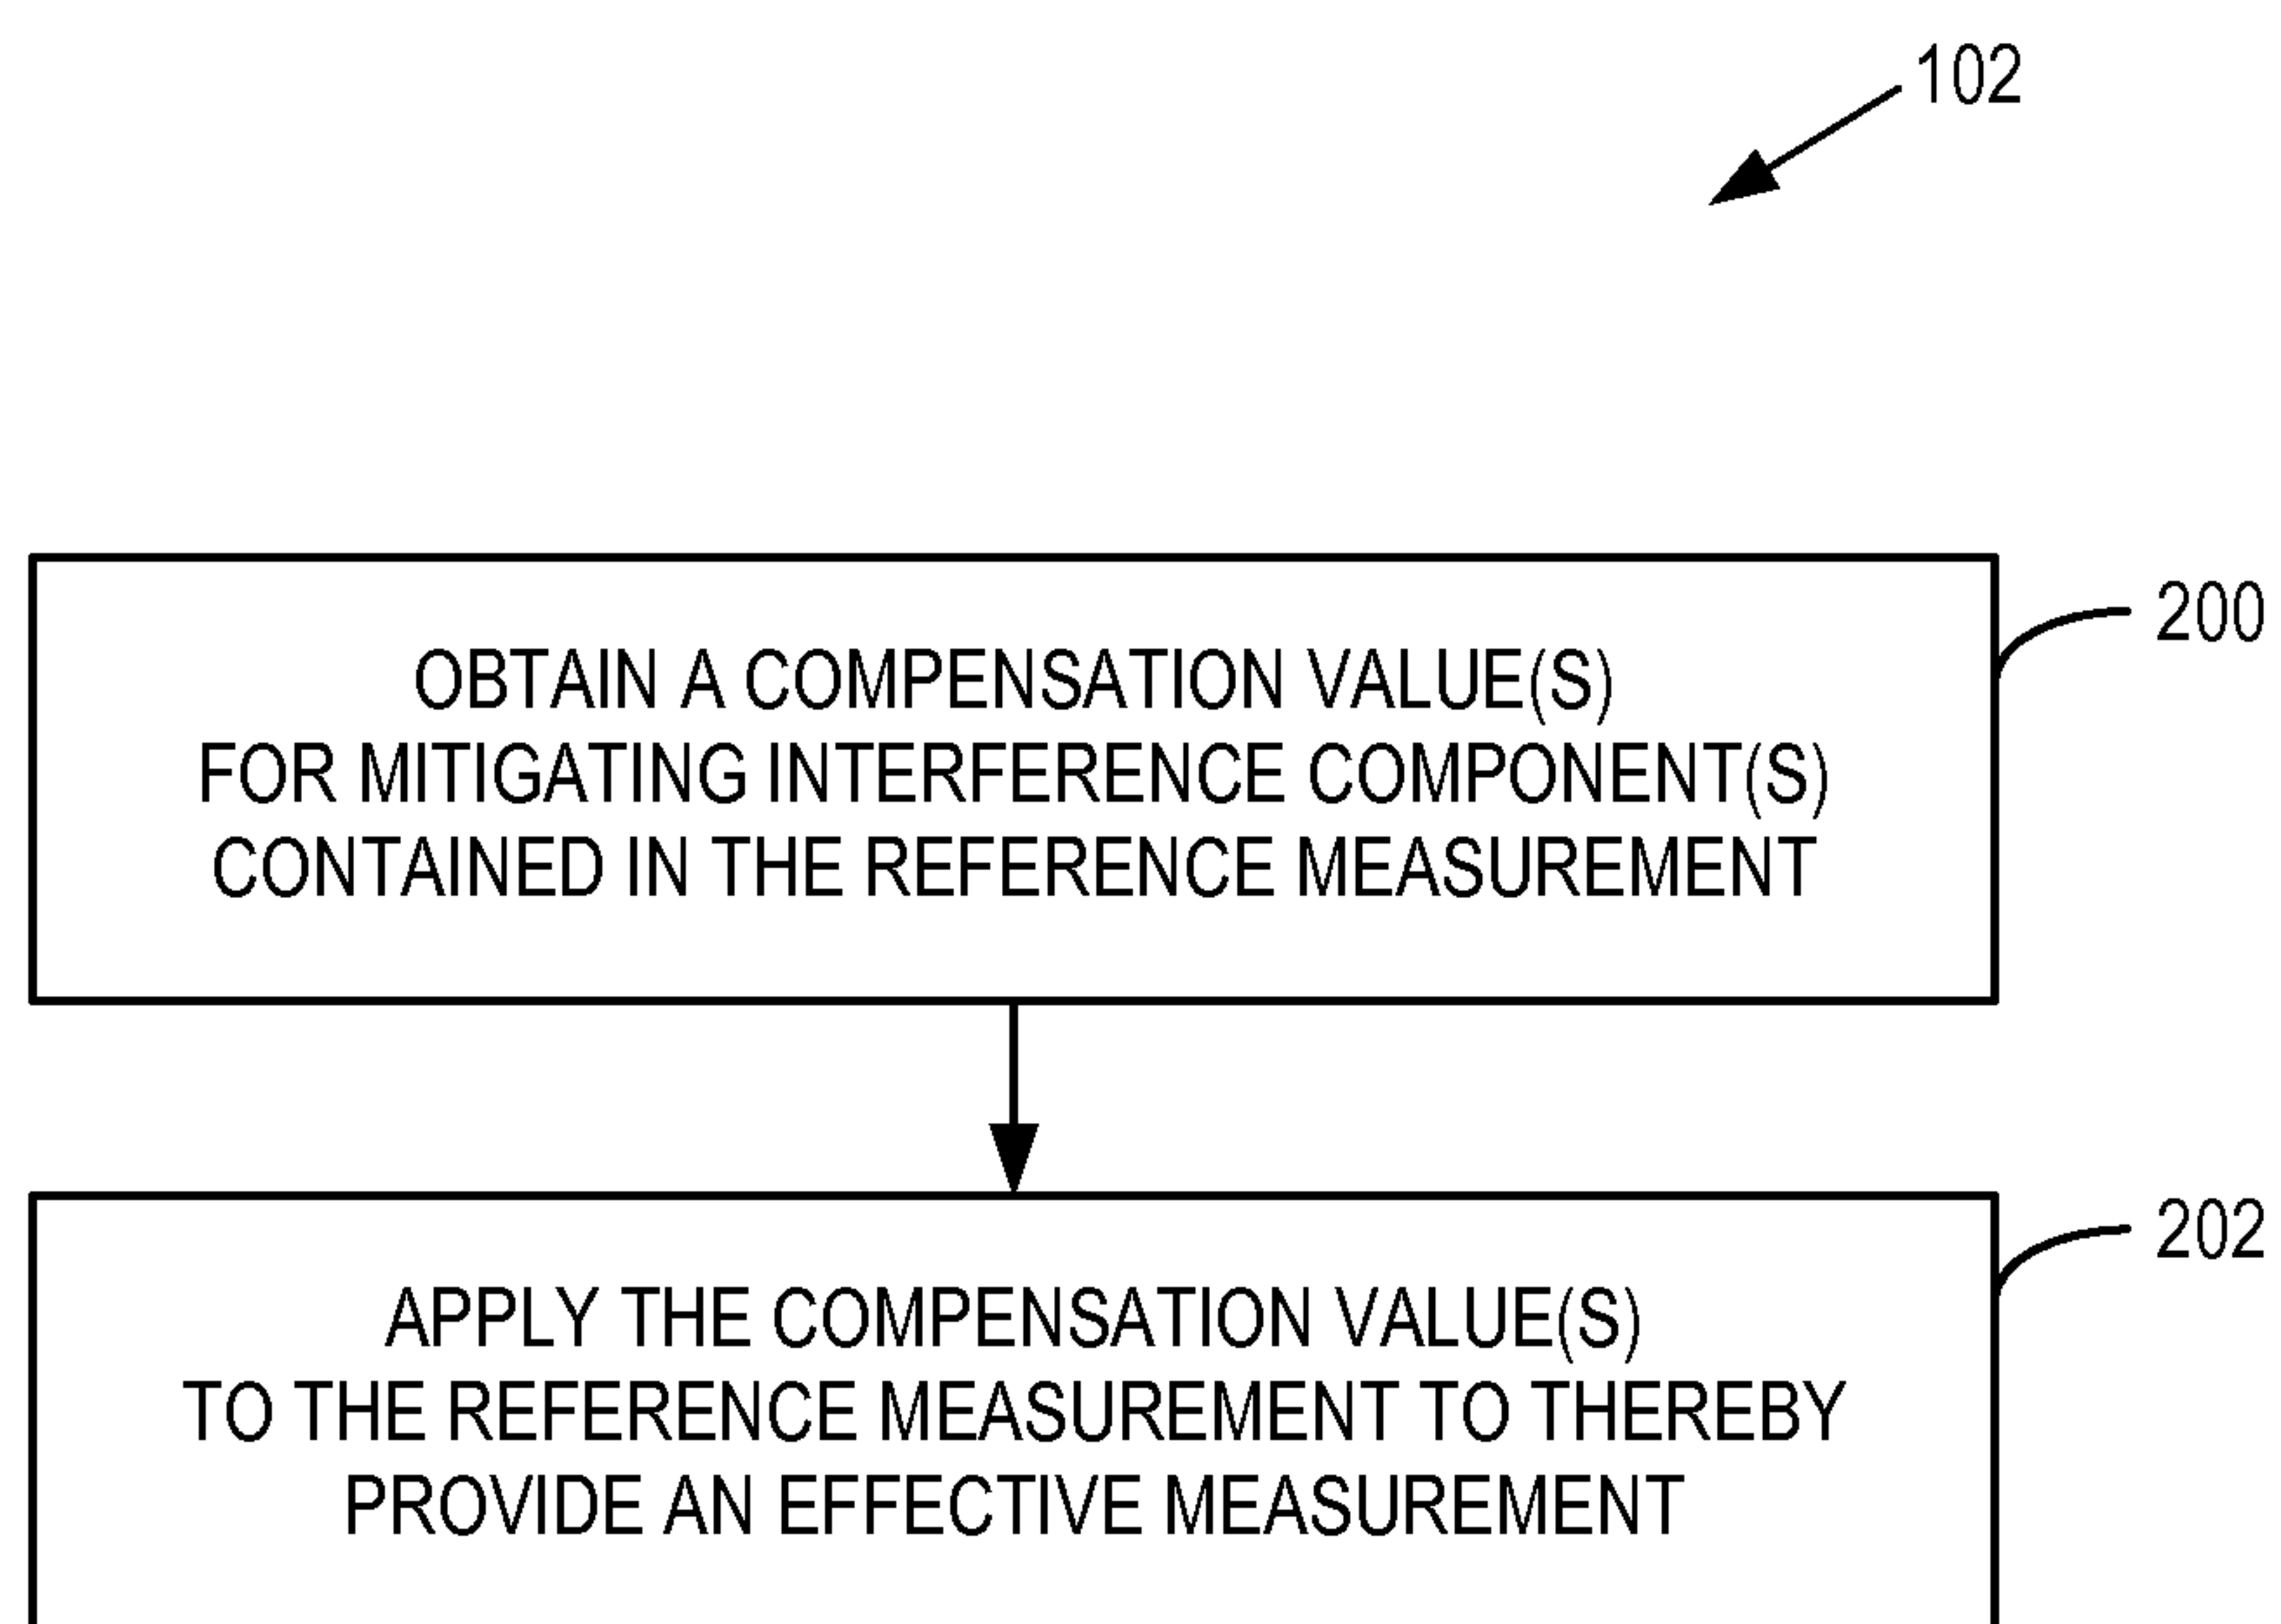 102
200
OBTAIN A COMPENSATION VALUE(S)
FOR MITIGATING INTERFERENCE COMPONENT(S)
CONTAINED IN THE REFERENCE MEASUREMENT
202
APPLY THE COMPENSATION VALUE(S)
TO THE REFERENCE MEASUREMENT TO THEREBY
PROVIDE AN EFFECTIVE MEASUREMENT